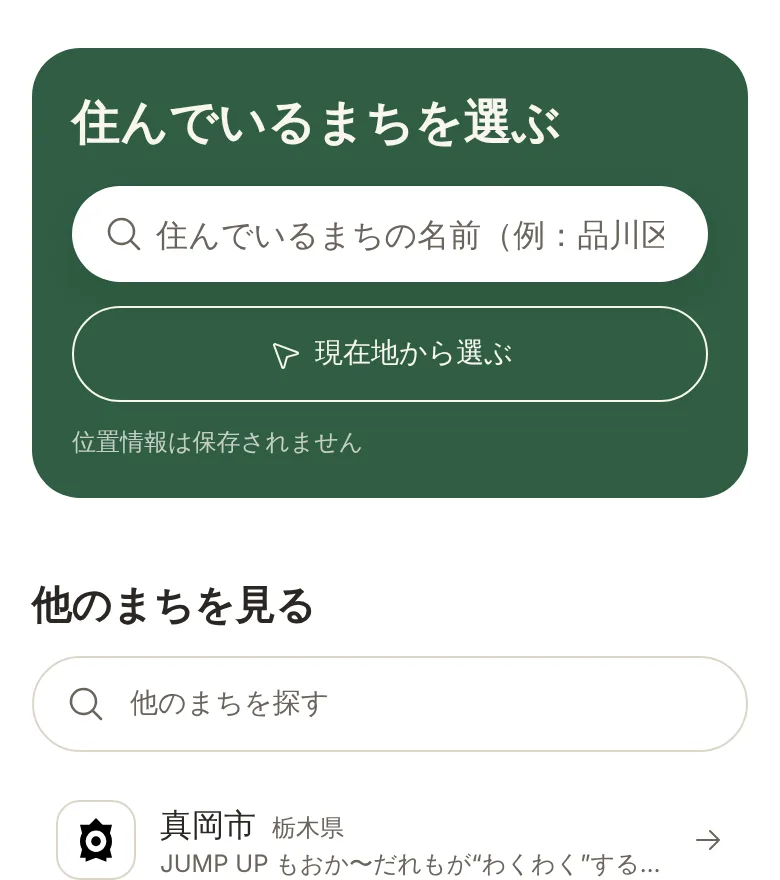 住んでいるまちを選ぶ
住んでいるまちの名前（例：品川区
現在地から選ぶ
位置情報は保存されません
他のまちを見る
他のまちを探す
真岡市 栃木県
JUMP UP もおか〜だれもが“わくわく”する...